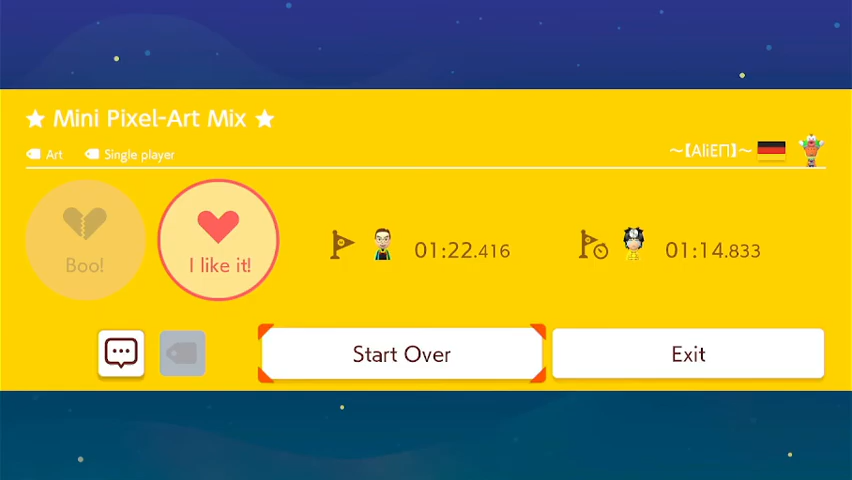 ★ Mini Pixel-Art Mix ★
Art Single player
～【AliEП】～
Boo!
I like it!
01:22.416
01:14.833
Start Over
Exit